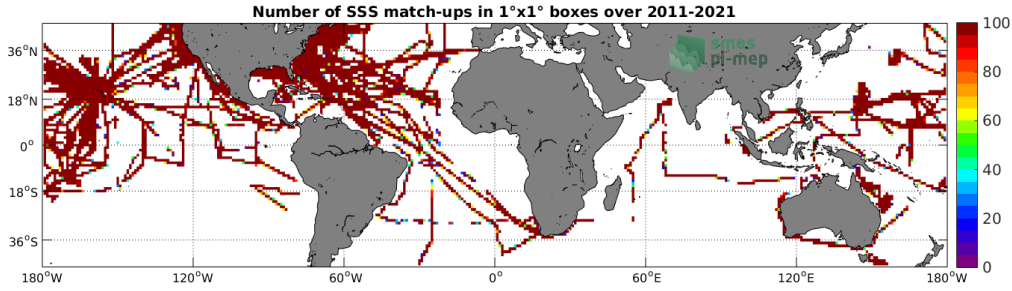 Number of SSS match-ups in 1°x1° boxes over 2011-2021
36°N
18°N
0°
18°S
36°S
180°W 120°W 60°W 0° 60°E 120°E 180°W
100
80
60
40
20
0
smos
pi-mep